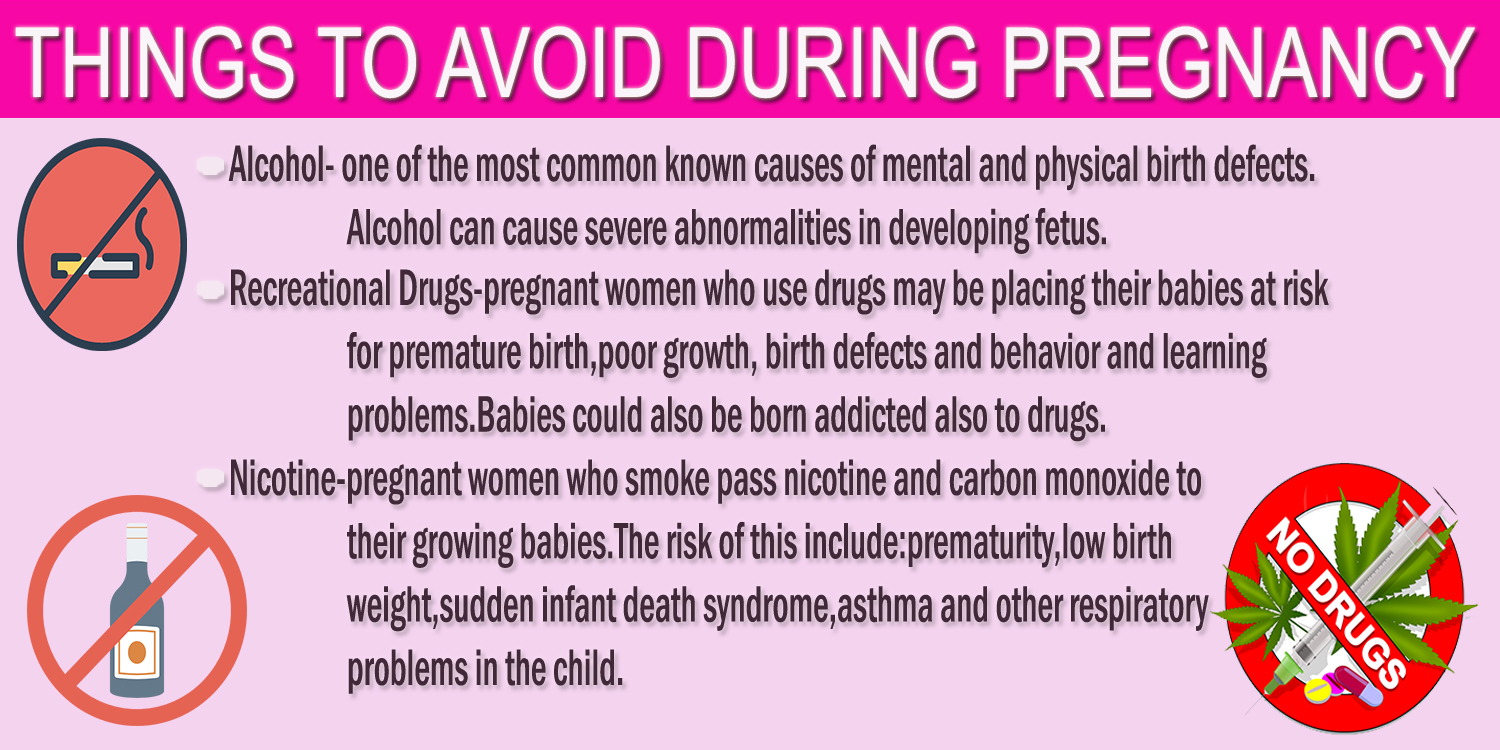 THINGS TO AVOID DURING PREGNANCY
Alcohol- one of the most common known causes of mental and physical birth defects.
Alcohol can cause severe abnormalities in developing fetus.
Recreational Drugs-pregnant women who use drugs may be placing their babies at risk
for premature birth,poor growth, birth defects and behavior and learning
problems.Babies could also be born addicted also to drugs.
Nicotine-pregnant women who smoke pass nicotine and carbon monoxide to
their growing babies.The risk of this include:prematurity,low birth
weight,sudden infant death syndrome,asthma and other respiratory
problems in the child.
NO DRUGS